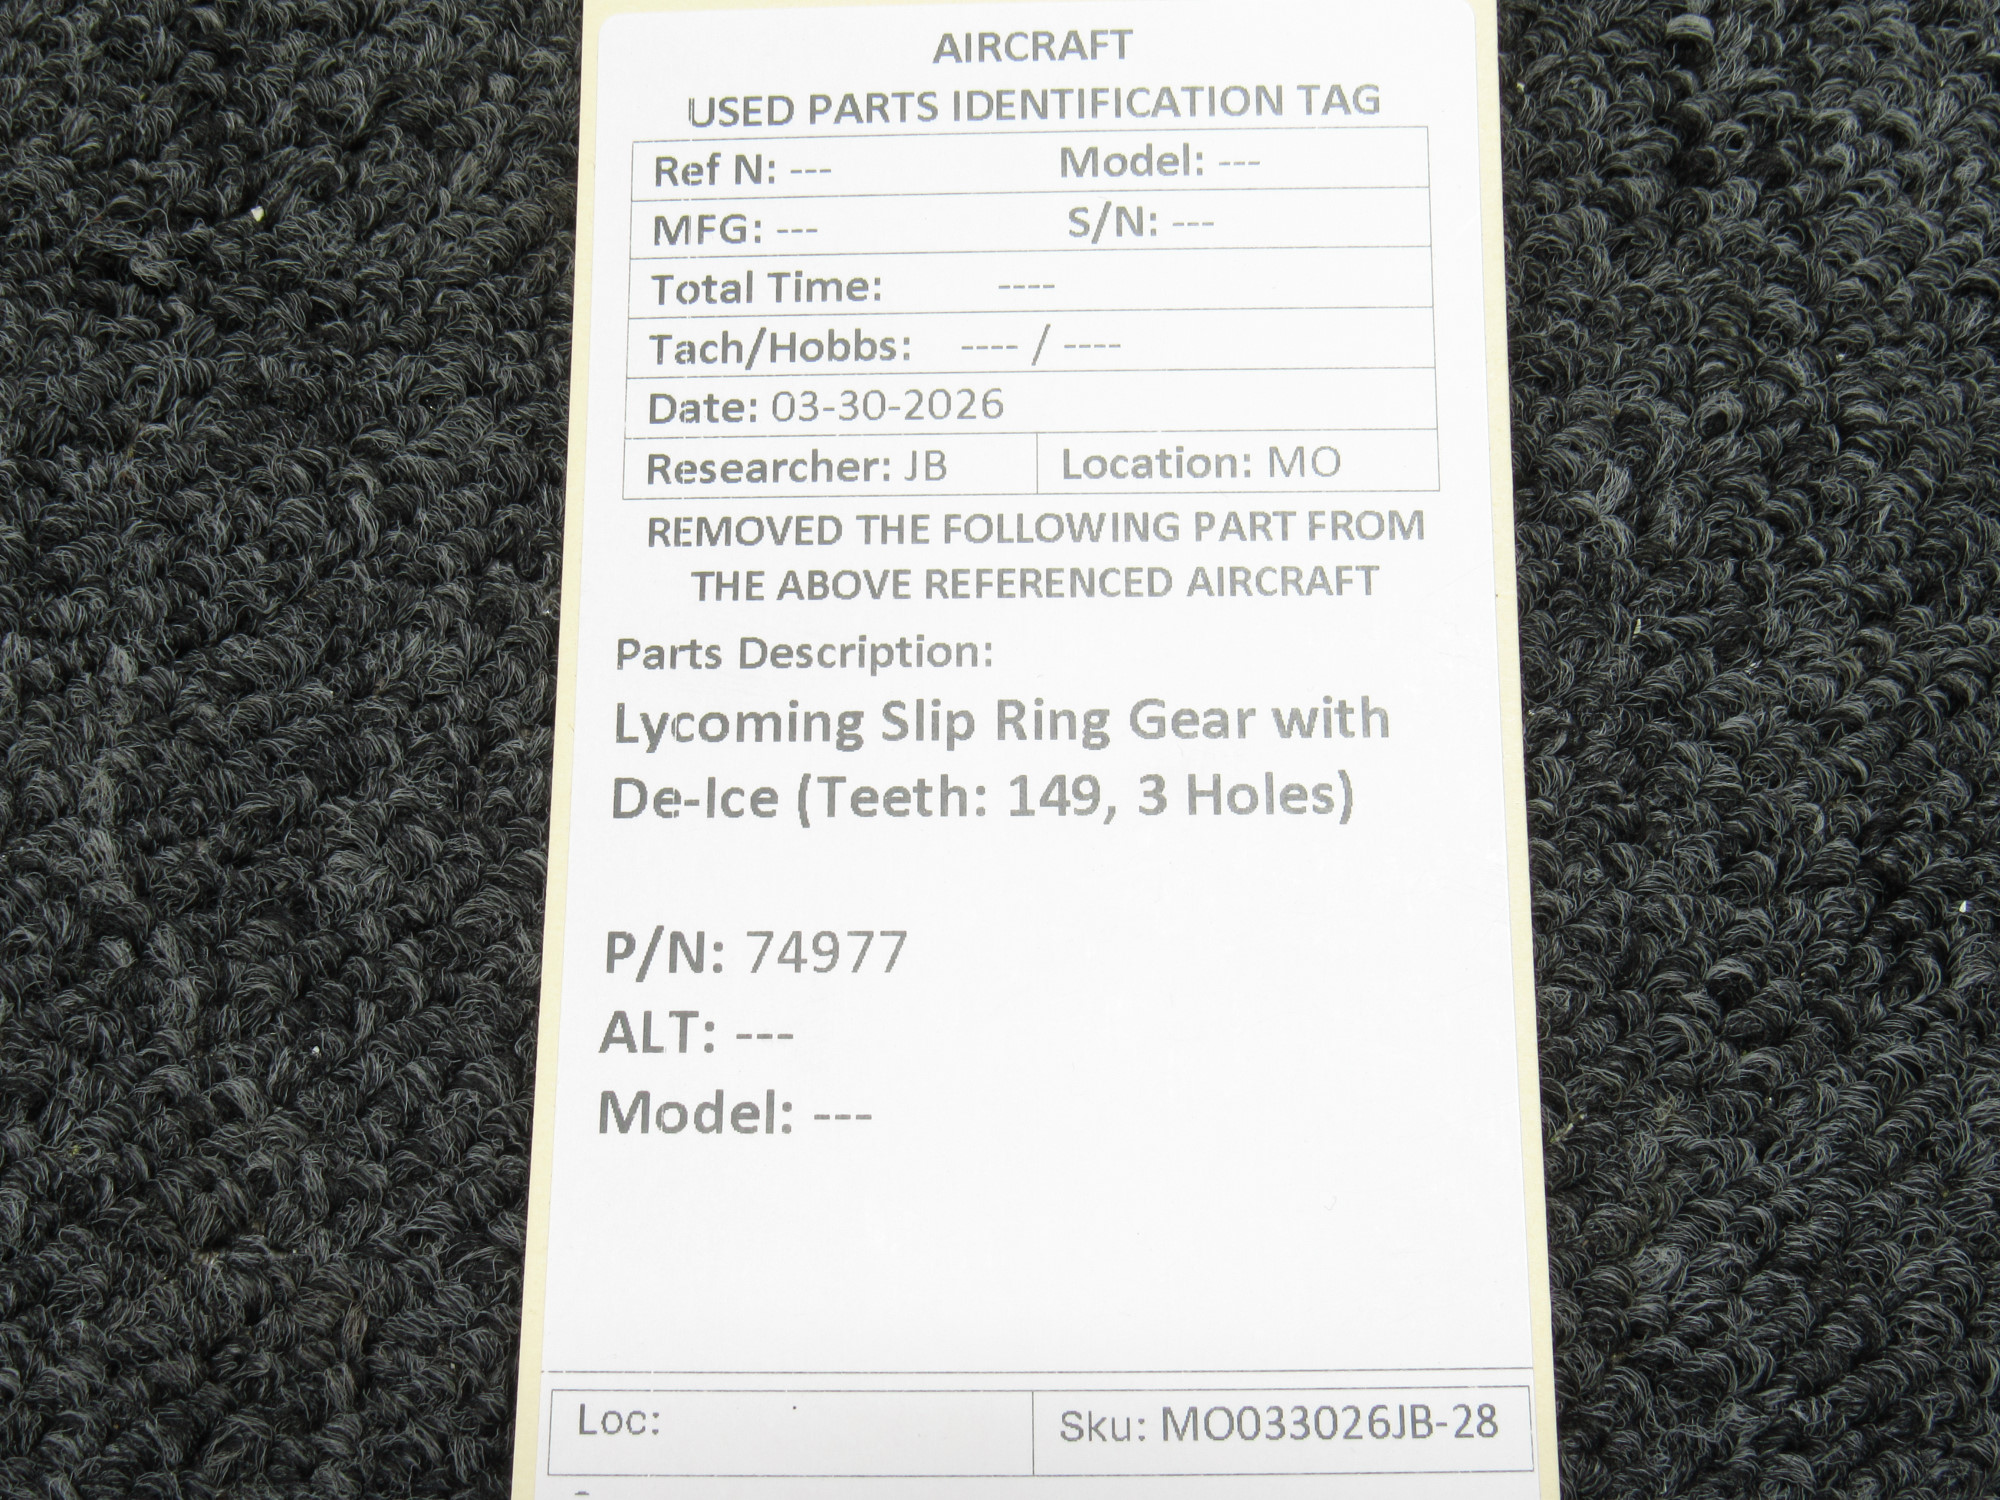 AIRCRAFT
USED PARTS IDENTIFICATION TAG
Ref N: --- Model: ---
MFG: --- S/N: ---
Total Time: ----
Tach/Hobbs: ---- / ----
Date: 03-30-2026
Researcher: JB Location: MO
REMOVED THE FOLLOWING PART FROM
THE ABOVE REFERENCED AIRCRAFT
Parts Description:
Lycoming Slip Ring Gear with
De-Ice (Teeth: 149, 3 Holes)
P/N: 74977
ALT: ---
Model: ---
Loc: Sku: MO033026JB-28